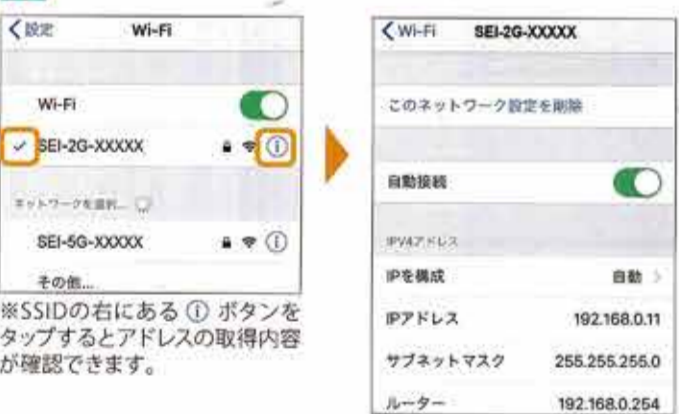 設定
Wi-Fi
Wi-Fi
SEI-2G-XXXXX
ネットワークを選択...
SEI-5G-XXXXX
その他...
※SSIDの右にある ⓘ ボタンを
タップするとアドレスの取得内容
が確認できます。
Wi-Fi
SEI-2G-XXXXX
このネットワーク設定を削除
自動接続
IPV4アドレス
IPを構成 自動
IPアドレス 192.168.0.11
サブネットマスク 255.255.255.0
ルーター 192.168.0.254